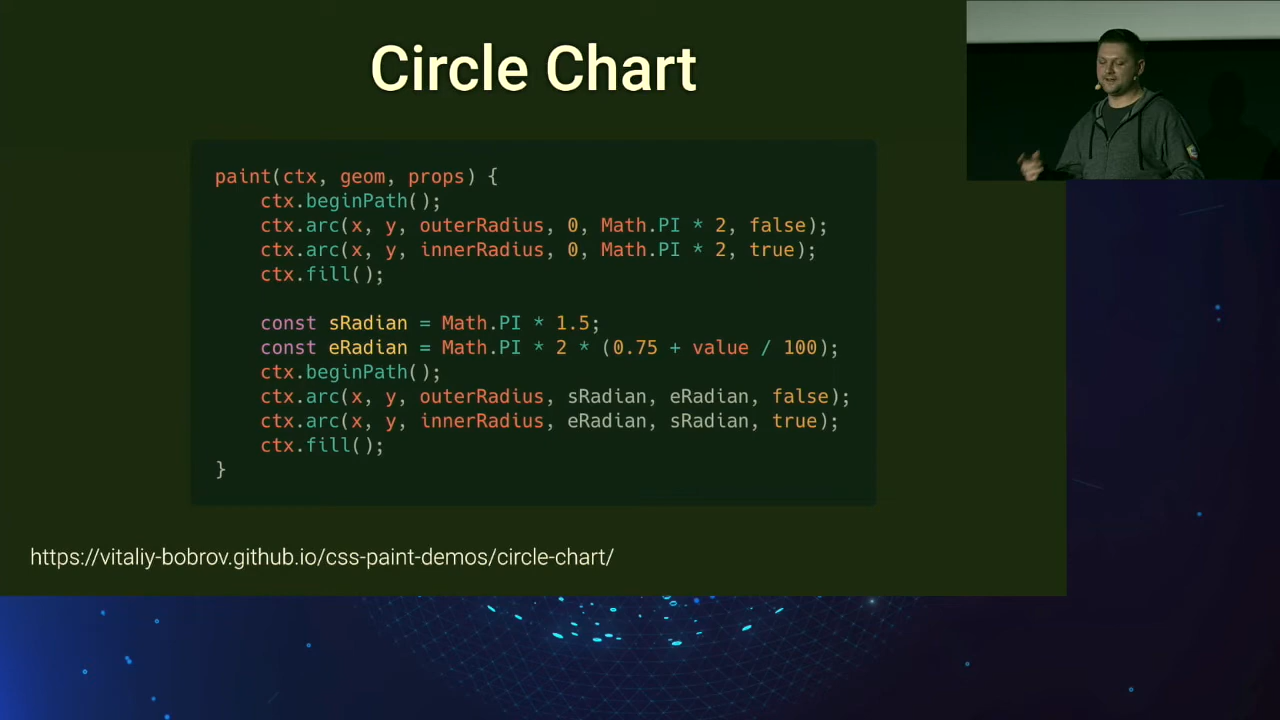 Circle Chart
paint(ctx, geom, props) {
    ctx.beginPath();
    ctx.arc(x, y, outerRadius, 0, Math.PI * 2, false);
    ctx.arc(x, y, innerRadius, 0, Math.PI * 2, true);
    ctx.fill();

    const sRadian = Math.PI * 1.5;
    const eRadian = Math.PI * 2 * (0.75 + value / 100);
    ctx.beginPath();
    ctx.arc(x, y, outerRadius, sRadian, eRadian, false);
    ctx.arc(x, y, innerRadius, eRadian, sRadian, true);
    ctx.fill();
}
https://vitaliy-bobrov.github.io/css-paint-demos/circle-chart/